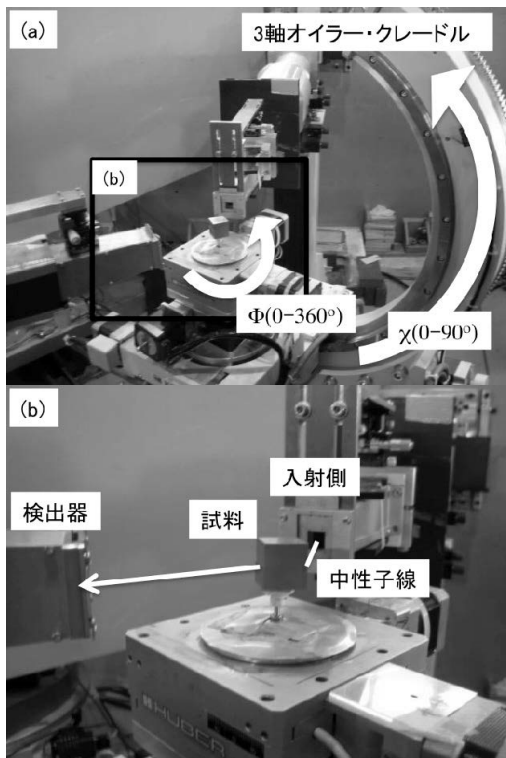 (a)
3軸オイラー・クレードル
(b)
Φ(0-360°)
χ(0-90°)
(b)
入射側
検出器
試料
中性子線
HUBER